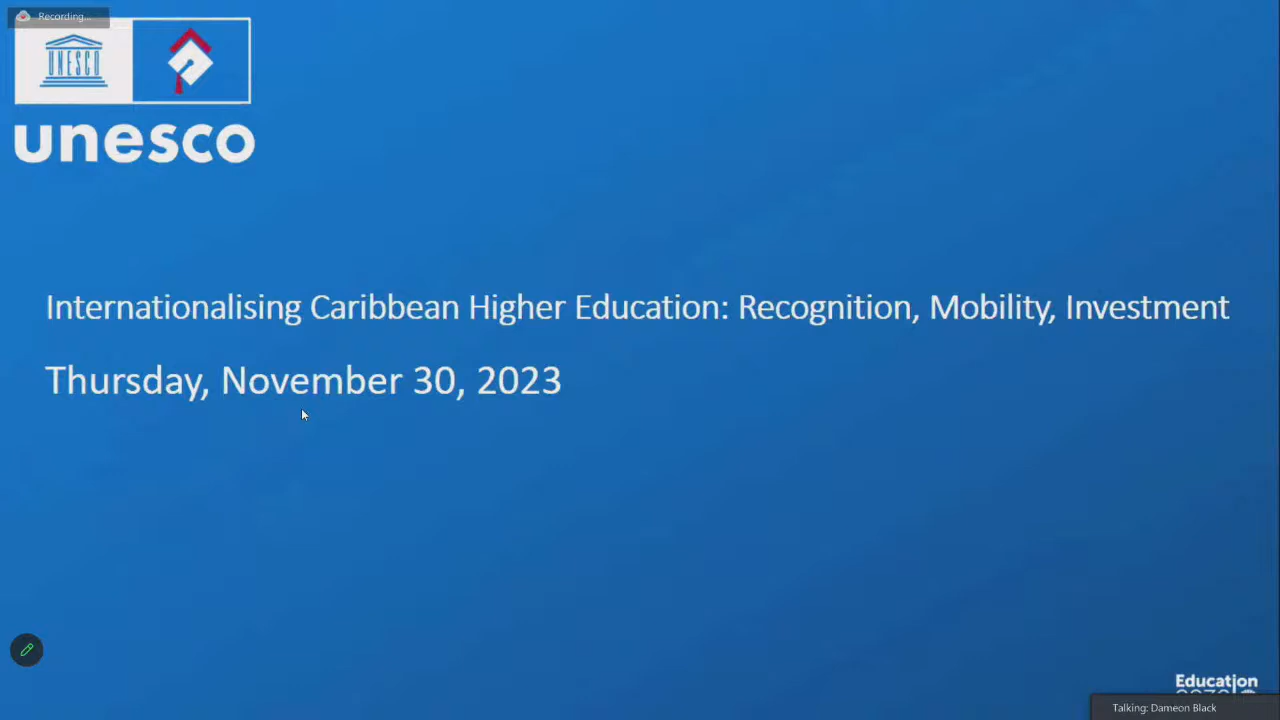 Recording...
UNESCO
unesco
Internationalising Caribbean Higher Education: Recognition, Mobility, Investment
Thursday, November 30, 2023
Education
Talking: Dameon Black